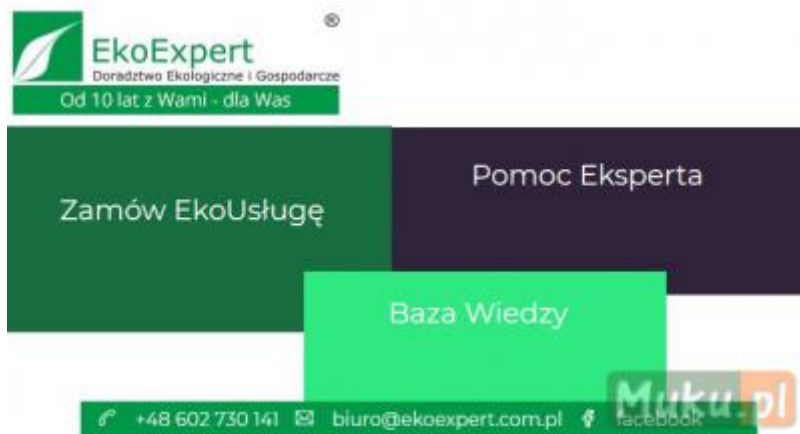 ®
EkoExpert
Doradztwo Ekologiczne i Gospodarcze
Od 10 lat z Wami - dla Was
Pomoc Eksperta
Zamów EkoUsługę
Baza Wiedzy
+48 602 730 141 biuro@ekoexpert.com.pl facebook
Muku.pl